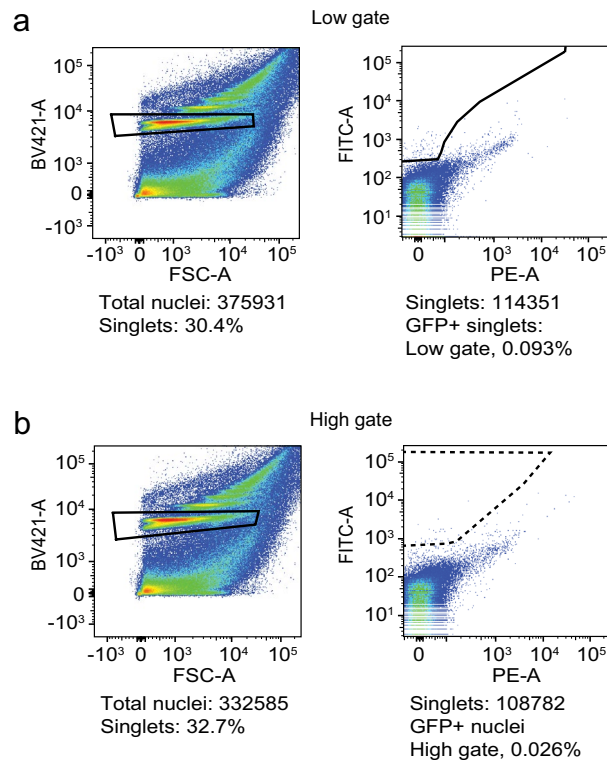 a
Low gate
BV421-A
10⁵
10⁴
10³
0
-10³
-10³ 0 10³ 10⁴ 10⁵
FSC-A
Total nuclei: 375931
Singlets: 30.4%
FITC-A
10⁵
10⁴
10³
10²
10¹
0 10³ 10⁴ 10⁵
PE-A
Singlets: 114351
GFP+ singlets:
Low gate, 0.093%
b
High gate
BV421-A
10⁵
10⁴
10³
0
-10³
-10³ 0 10³ 10⁴ 10⁵
FSC-A
Total nuclei: 332585
Singlets: 32.7%
FITC-A
10⁵
10⁴
10³
10²
10¹
0 10³ 10⁴ 10⁵
PE-A
Singlets: 108782
GFP+ nuclei
High gate, 0.026%